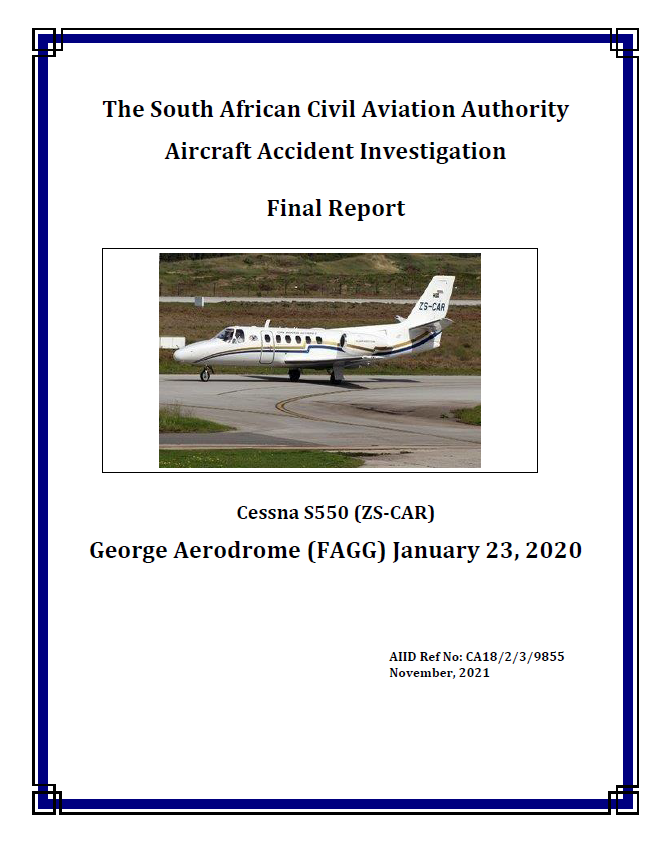 The South African Civil Aviation Authority
Aircraft Accident Investigation
Final Report
ZS-CAR
Cessna S550 (ZS-CAR)
George Aerodrome (FAGG) January 23, 2020
AIID Ref No: CA18/2/3/9855
November, 2021